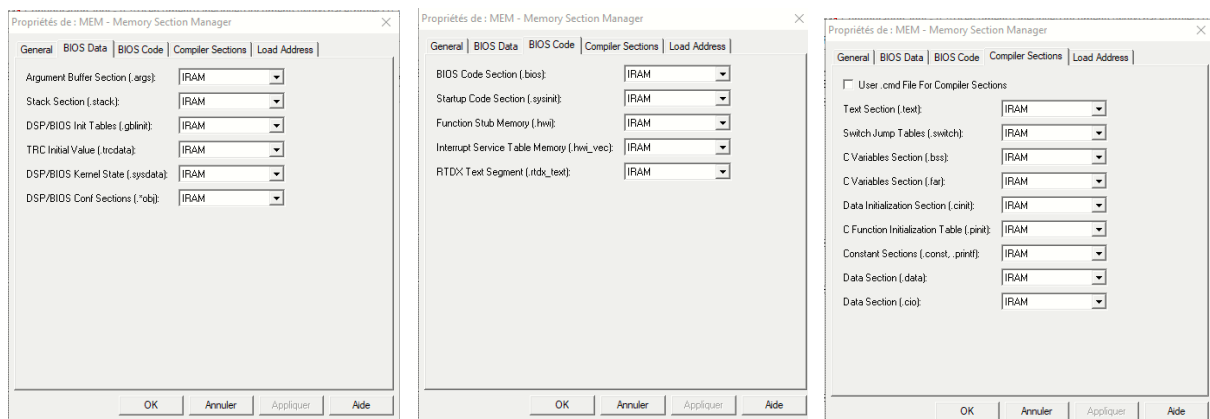 Propriétés de : MEM - Memory Section Manager
General BIOS Data BIOS Code Compiler Sections Load Address
Argument Buffer Section (.args): IRAM
Stack Section (.stack): IRAM
DSP/BIOS Init Tables (.gblinit): IRAM
TRC Initial Value (.trcdata): IRAM
DSP/BIOS Kernel State (.sysdata): IRAM
DSP/BIOS Conf Sections (.*obj): IRAM
OK Annuler Appliquer Aide
Propriétés de : MEM - Memory Section Manager
General BIOS Data BIOS Code Compiler Sections Load Address
BIOS Code Section (.bios): IRAM
Startup Code Section (.sysinit): IRAM
Function Stub Memory (.hwi): IRAM
Interrupt Service Table Memory (.hwi_vec): IRAM
RTDX Text Segment (.rtdx_text): IRAM
OK Annuler Appliquer Aide
Propriétés de : MEM - Memory Section Manager
General BIOS Data BIOS Code Compiler Sections Load Address
User .cmd File For Compiler Sections
Text Section (.text): IRAM
Switch Jump Tables (.switch): IRAM
C Variables Section (.bss): IRAM
C Variables Section (.far): IRAM
Data Initialization Section (.cinit): IRAM
C Function Initialization Table (.pinit): IRAM
Constant Sections (.const, .printf): IRAM
Data Section (.data): IRAM
Data Section (.cio): IRAM
OK Annuler Appliquer Aide